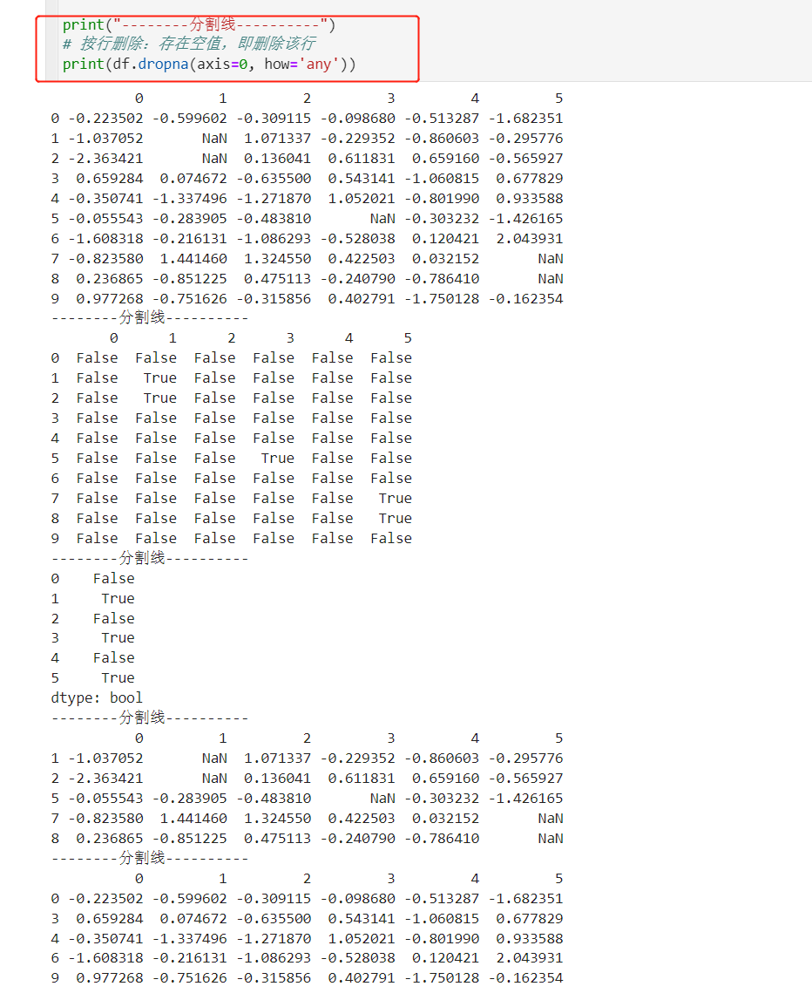 print("--------分割线----------")
# 按行删除：存在空值，即删除该行
print(df.dropna(axis=0, how='any'))
          0         1         2         3         4         5
0 -0.223502 -0.599602 -0.309115 -0.098680 -0.513287 -1.682351
1 -1.037052       NaN  1.071337 -0.229352 -0.860603 -0.295776
2 -2.363421       NaN  0.136041  0.611831  0.659160 -0.565927
3  0.659284  0.074672 -0.635500  0.543141 -1.060815  0.677829
4 -0.350741 -1.337496 -1.271870  1.052021 -0.801990  0.933588
5 -0.055543 -0.283905 -0.483810       NaN -0.303232 -1.426165
6 -1.608318 -0.216131 -1.086293 -0.528038  0.120421  2.043931
7 -0.823580  1.441460  1.324550  0.422503  0.032152       NaN
8  0.236865 -0.851225  0.475113 -0.240790 -0.786410       NaN
9  0.977268 -0.751626 -0.315856  0.402791 -1.750128 -0.162354
--------分割线----------
       0      1      2      3      4      5
0  False  False  False  False  False  False
1  False   True  False  False  False  False
2  False   True  False  False  False  False
3  False  False  False  False  False  False
4  False  False  False  False  False  False
5  False  False  False   True  False  False
6  False  False  False  False  False  False
7  False  False  False  False  False   True
8  False  False  False  False  False   True
9  False  False  False  False  False  False
--------分割线----------
0    False
1     True
2    False
3     True
4    False
5     True
dtype: bool
--------分割线----------
          0         1         2         3         4         5
1 -1.037052       NaN  1.071337 -0.229352 -0.860603 -0.295776
2 -2.363421       NaN  0.136041  0.611831  0.659160 -0.565927
5 -0.055543 -0.283905 -0.483810       NaN -0.303232 -1.426165
7 -0.823580  1.441460  1.324550  0.422503  0.032152       NaN
8  0.236865 -0.851225  0.475113 -0.240790 -0.786410       NaN
--------分割线----------
          0         1         2         3         4         5
0 -0.223502 -0.599602 -0.309115 -0.098680 -0.513287 -1.682351
3  0.659284  0.074672 -0.635500  0.543141 -1.060815  0.677829
4 -0.350741 -1.337496 -1.271870  1.052021 -0.801990  0.933588
6 -1.608318 -0.216131 -1.086293 -0.528038  0.120421  2.043931
9  0.977268 -0.751626 -0.315856  0.402791 -1.750128 -0.162354